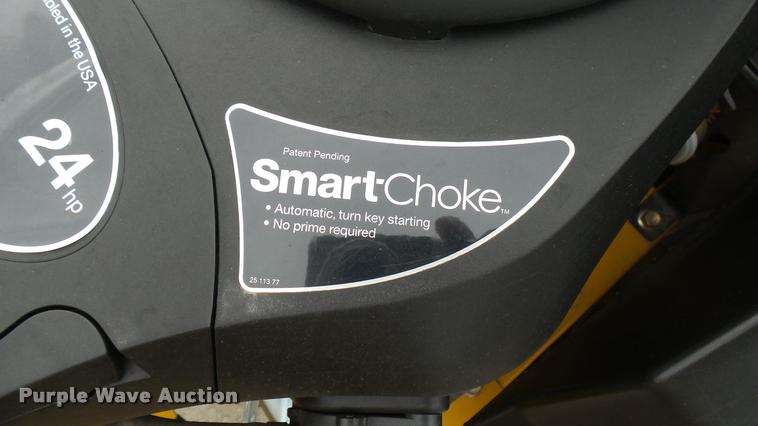 in the USA
24
hp
Patent Pending
Smart-Choke™
• Automatic, turn key starting
• No prime required
25 113 77
Purple Wave Auction